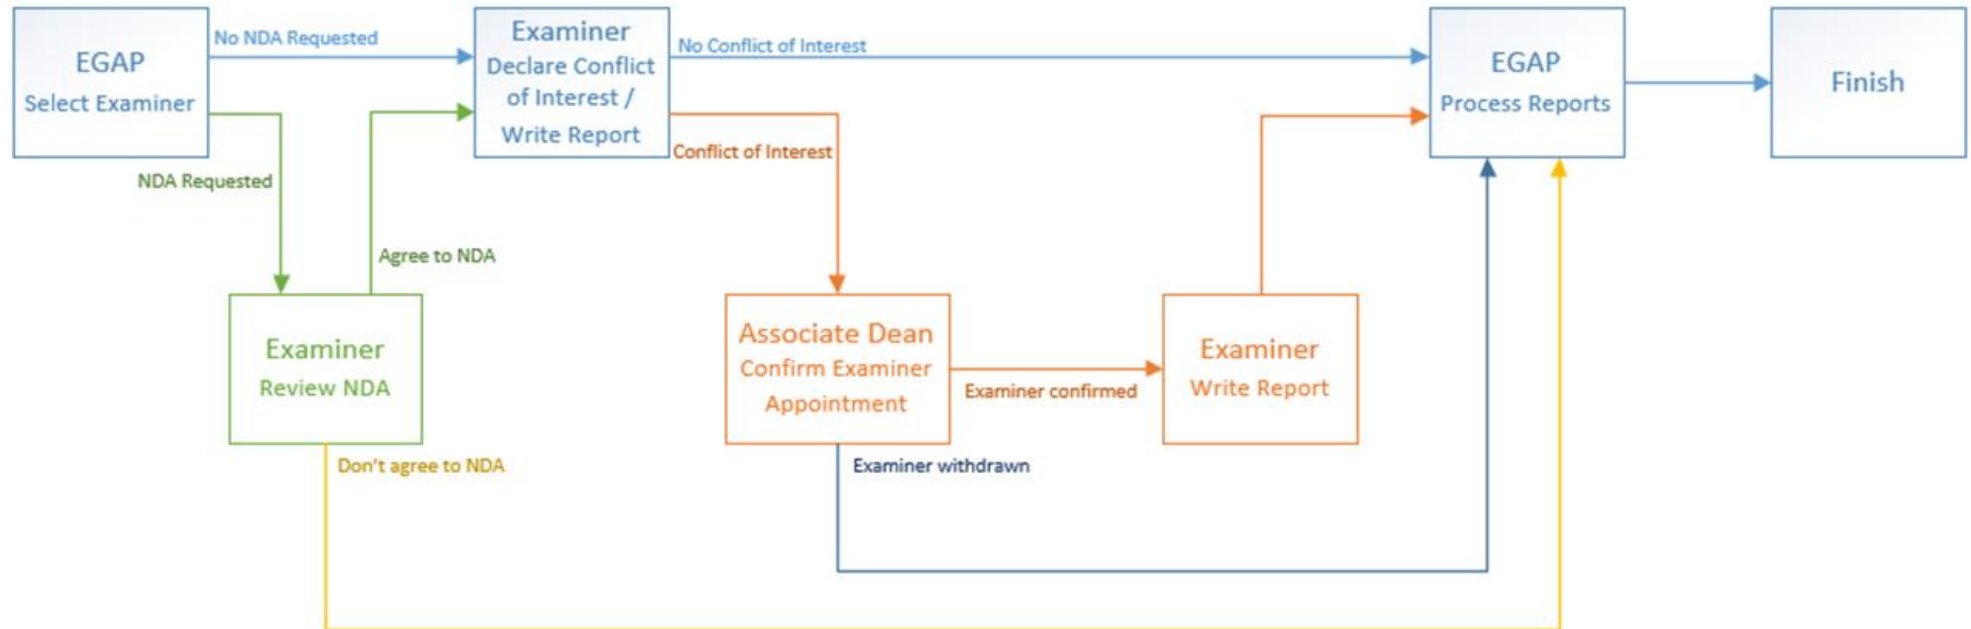 EGAP
Select Examiner
No NDA Requested
NDA Requested
Examiner
Declare Conflict
of Interest /
Write Report
No Conflict of Interest
Conflict of Interest
EGAP
Process Reports
Finish
Agree to NDA
Examiner
Review NDA
Don't agree to NDA
Associate Dean
Confirm Examiner
Appointment
Examiner confirmed
Examiner withdrawn
Examiner
Write Report